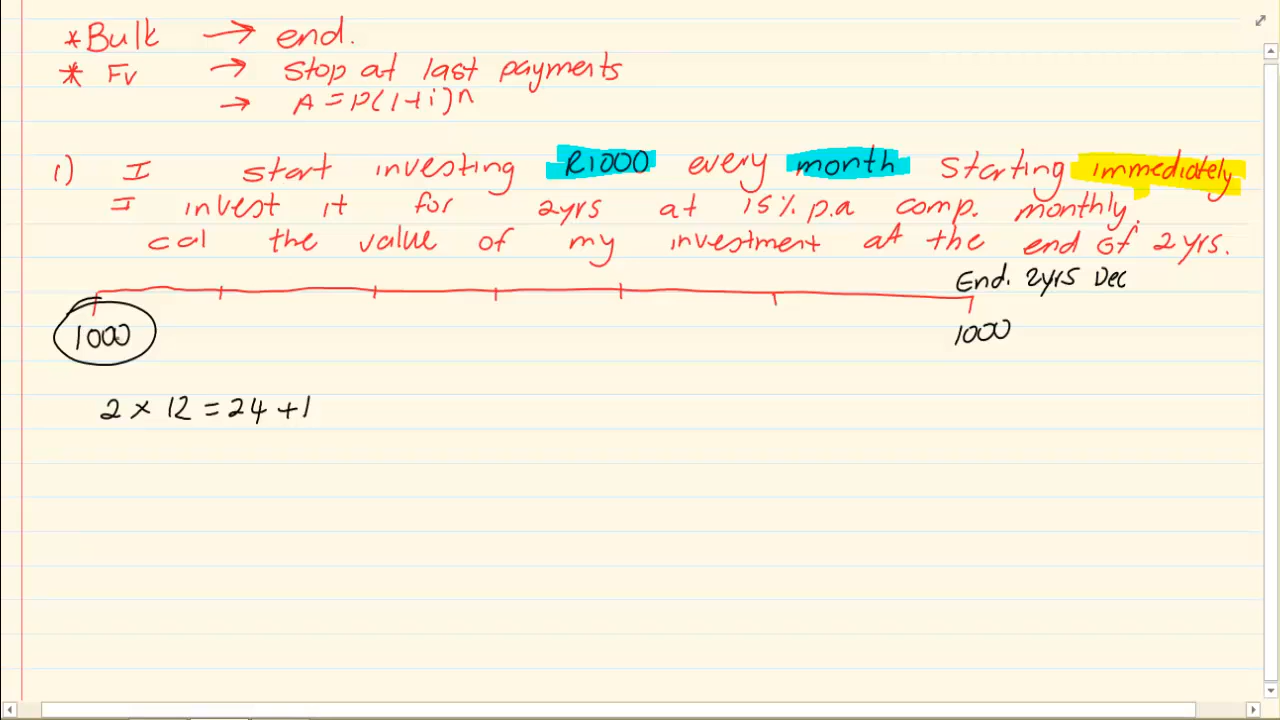 *Bulk → end.
* Fv → Stop at last payments
→ A = P(1+i)n
1) I start investing R1000 every month Starting immediately
I invest it for 2yrs at 15% p.a comp. monthly.
cal the value of my investment at the end of 2yrs.
End. 2yrs Dec
1000 1000
2 × 12 = 24 +1